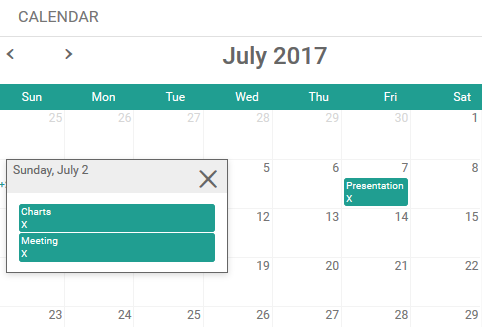 CALENDAR
July 2017
Sun Mon Tue Wed Thu Fri Sat
25 26 27 28 29 30 1
5 6 7 8
Sunday, July 2
Presentation
X
Charts
X
12 13 14 15
Meeting
X
19 20 21 22
23 24 25 26 27 28 29